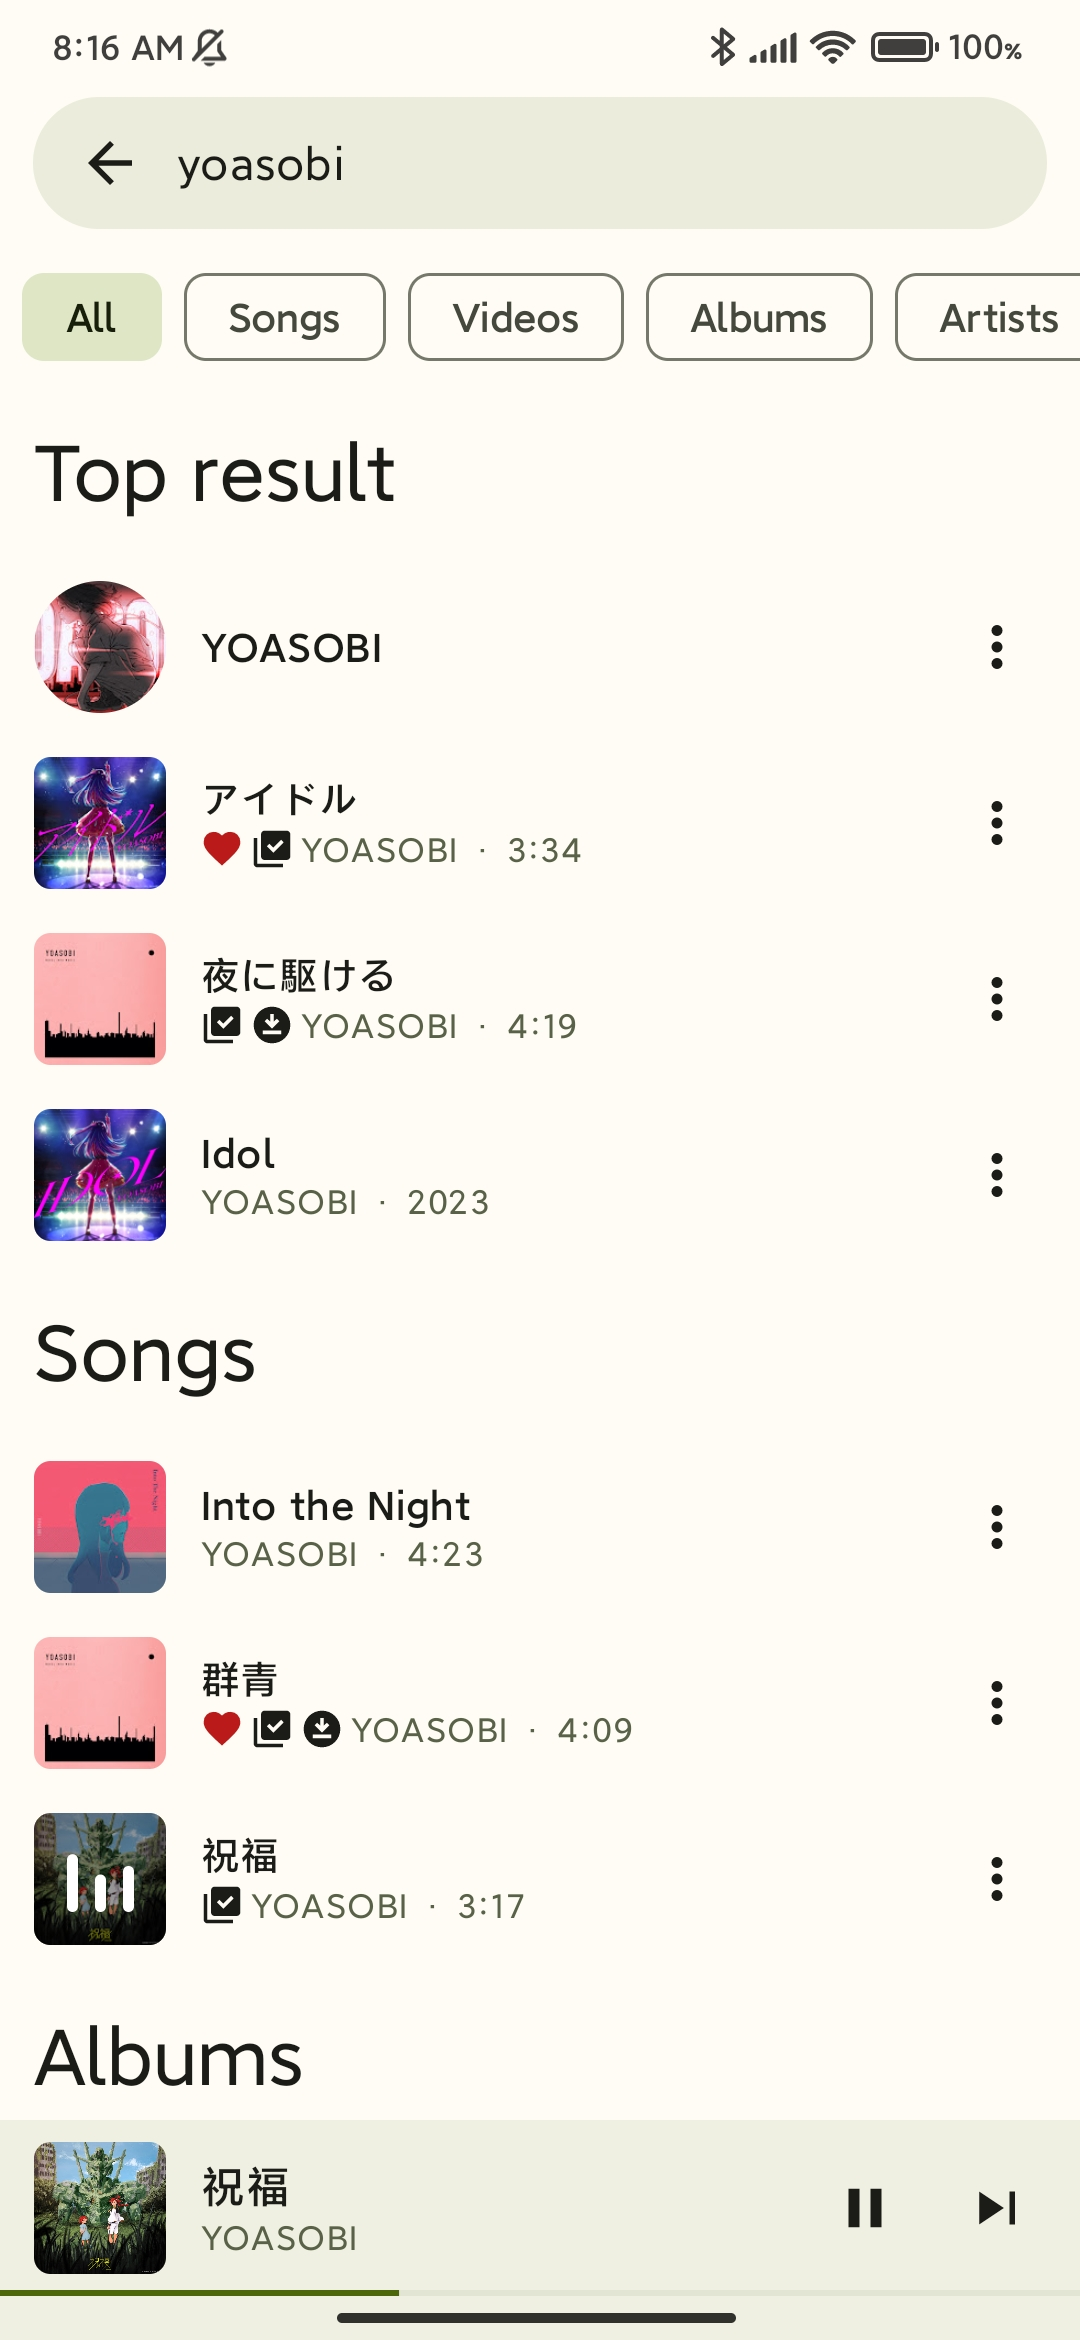 8:16 AM 100%
yoasobi
All Songs Videos Albums Artists
Top result
YOASOBI
アイドル
YOASOBI · 3:34
夜に駆ける
YOASOBI · 4:19
Idol
YOASOBI · 2023
Songs
Into the Night
YOASOBI · 4:23
群青
YOASOBI · 4:09
祝福
YOASOBI · 3:17
Albums
祝福
YOASOBI